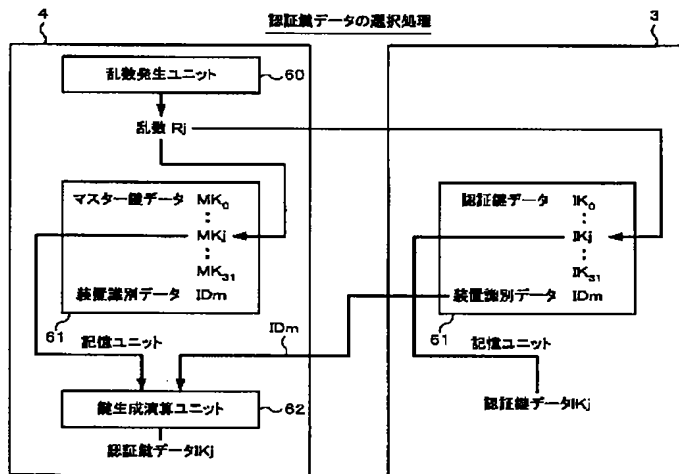 認証鍵データの選択処理
4
3
乱数発生ユニット
60
乱数 Rj
マスター鍵データ MK0
⋮
MKj
⋮
MK31
装置識別データ IDm
61
記憶ユニット
IDm
鍵生成演算ユニット
62
認証鍵データIKj
認証鍵データ IK0
⋮
IKj
⋮
IK31
装置識別データ IDm
51
記憶ユニット
認証鍵データIKj